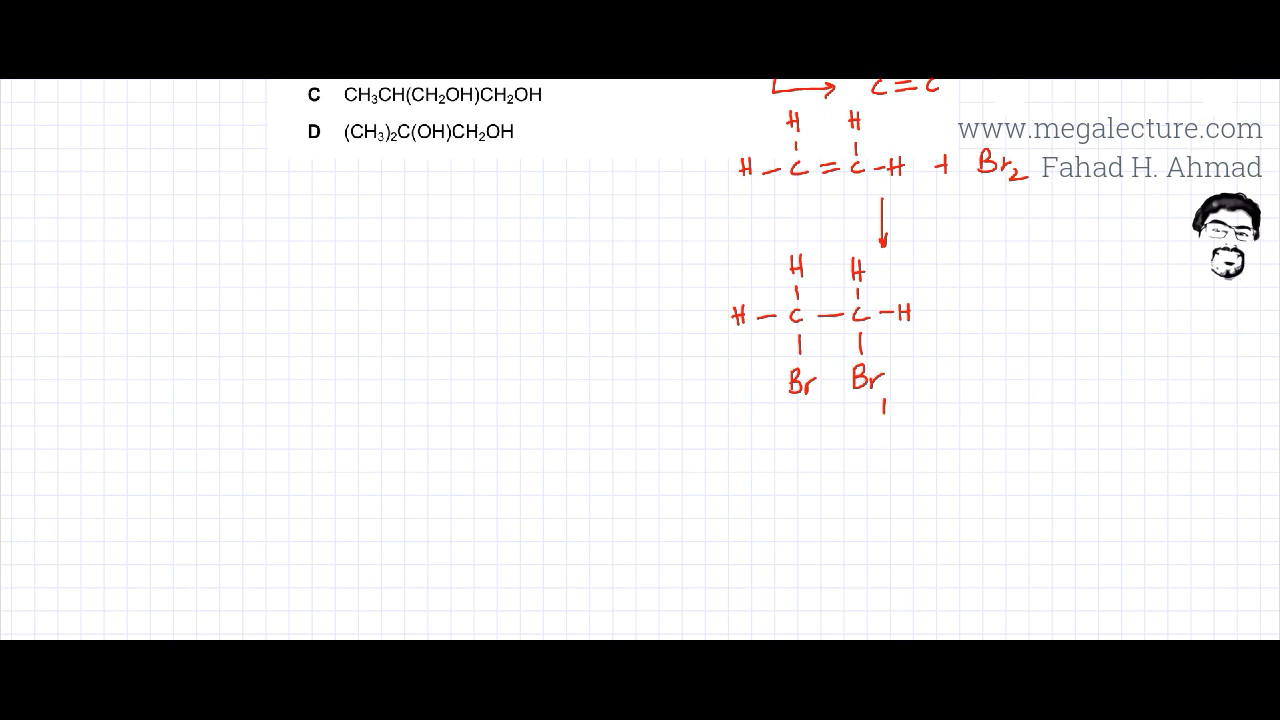 C CH₃CH(CH₂OH)CH₂OH
C = C
D (CH₃)₂C(OH)CH₂OH
www.megalecture.com
Fahad H. Ahmad
H H
H – C = C – H + Br₂
H H
H – C — C – H
Br Br